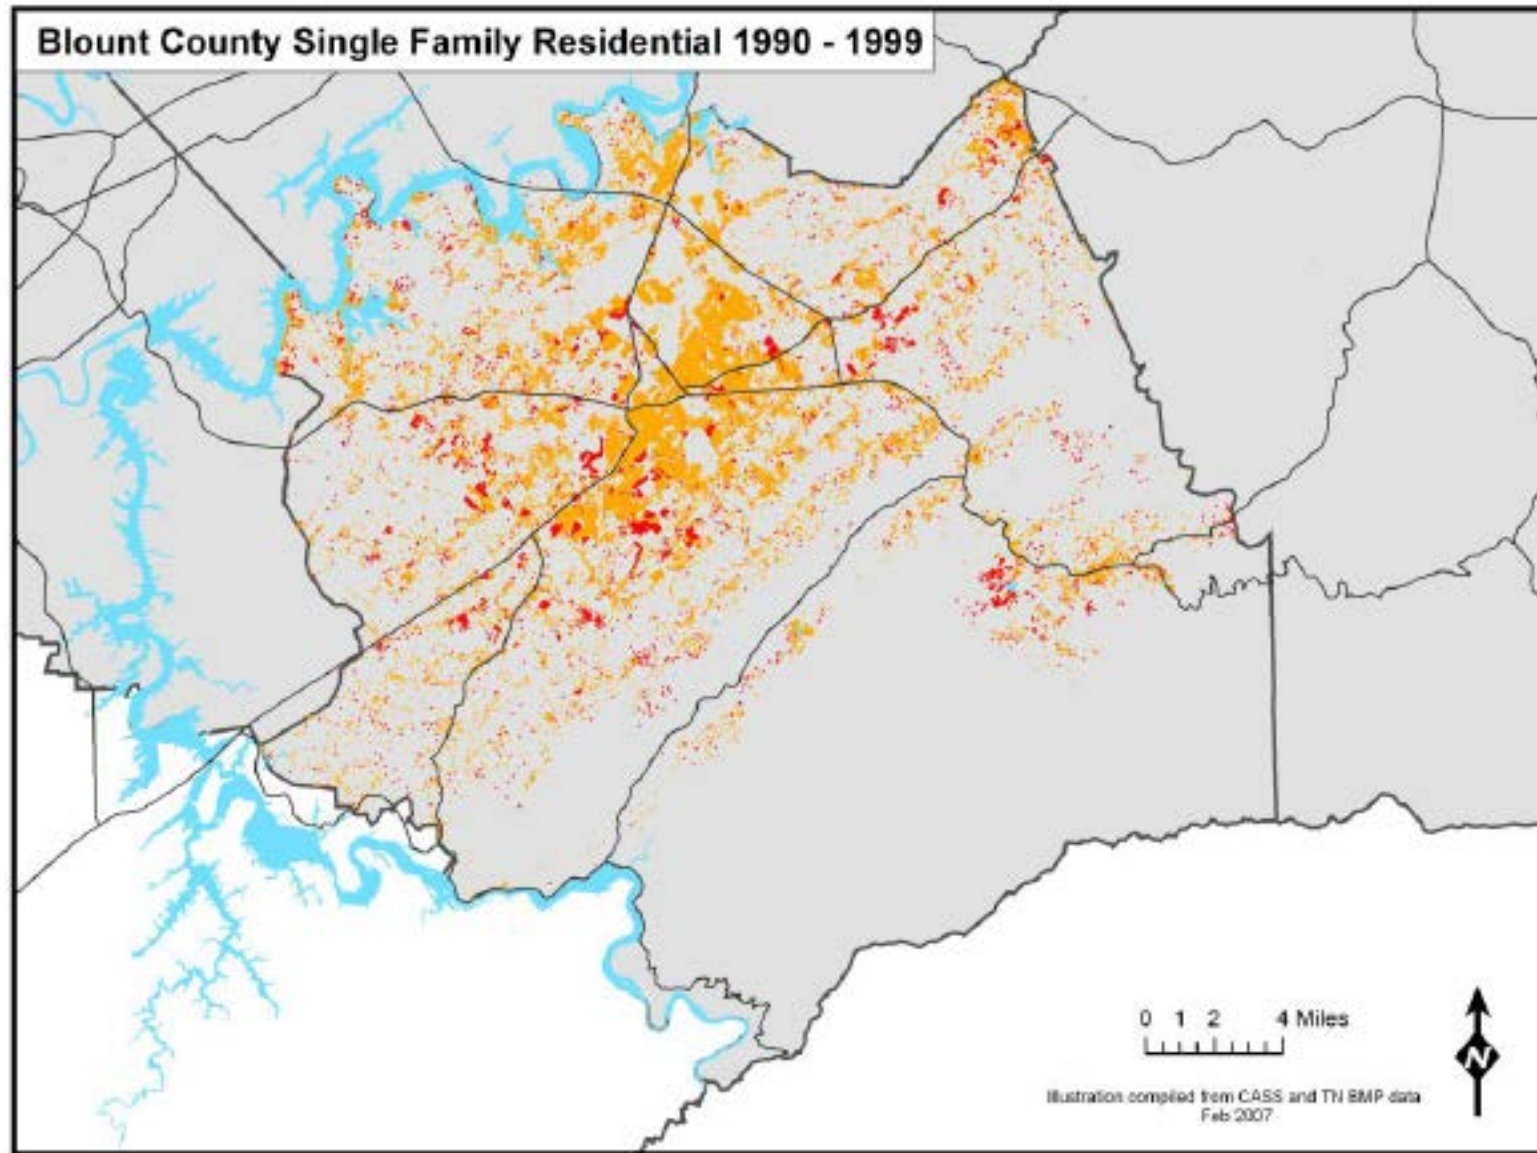 Blount County Single Family Residential 1990 - 1999
0 1 2 4 Miles
N
Illustration compiled from CASS and TN BMP data
Feb 2007